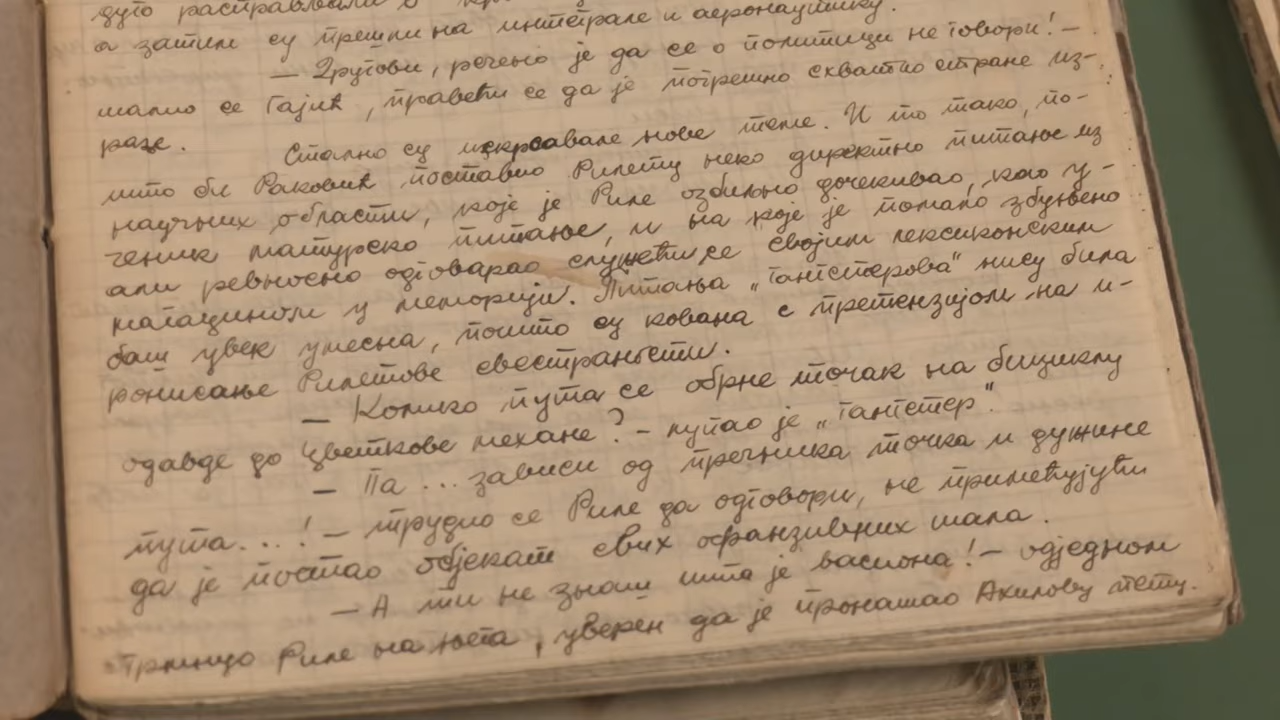 дуго расправљали о
а затим су прешли на интеграле и аеронаутику.
— Другови, речено је да се о политици не говори! —
шалио се Гајић, правећи се да је погрешно схватио стране из-
разе.
Стално су искрсавале нове теме. И то тако, по-
што би Раковић поставио Рилету неко директно питање из
научних области, које је Риле озбиљно дочекивао, као у-
ченик матурско питање, и на које је помало збуњено
али ревносно одговарао служећи се својим лексиконским
магацином у меморији. Питања „Гангстерова" нису била
баш увек умесна, пошто су кована с претензијом на и-
ронисање Рилетове свестраности.
— Колико пута се обрне точак на бициклу
одавде до Цветкове механе? — упао је „Гангстер".
— Па ... зависи од пречника точка и дужине
пута...! — трудио се Риле да одговори, не примећујући
да је постао објекат свих офанзивних шала.
— А ти не знаш шта је васиона! — одједном
грмнуо Риле на њега, уверен да је пронашао Ахилову пету.